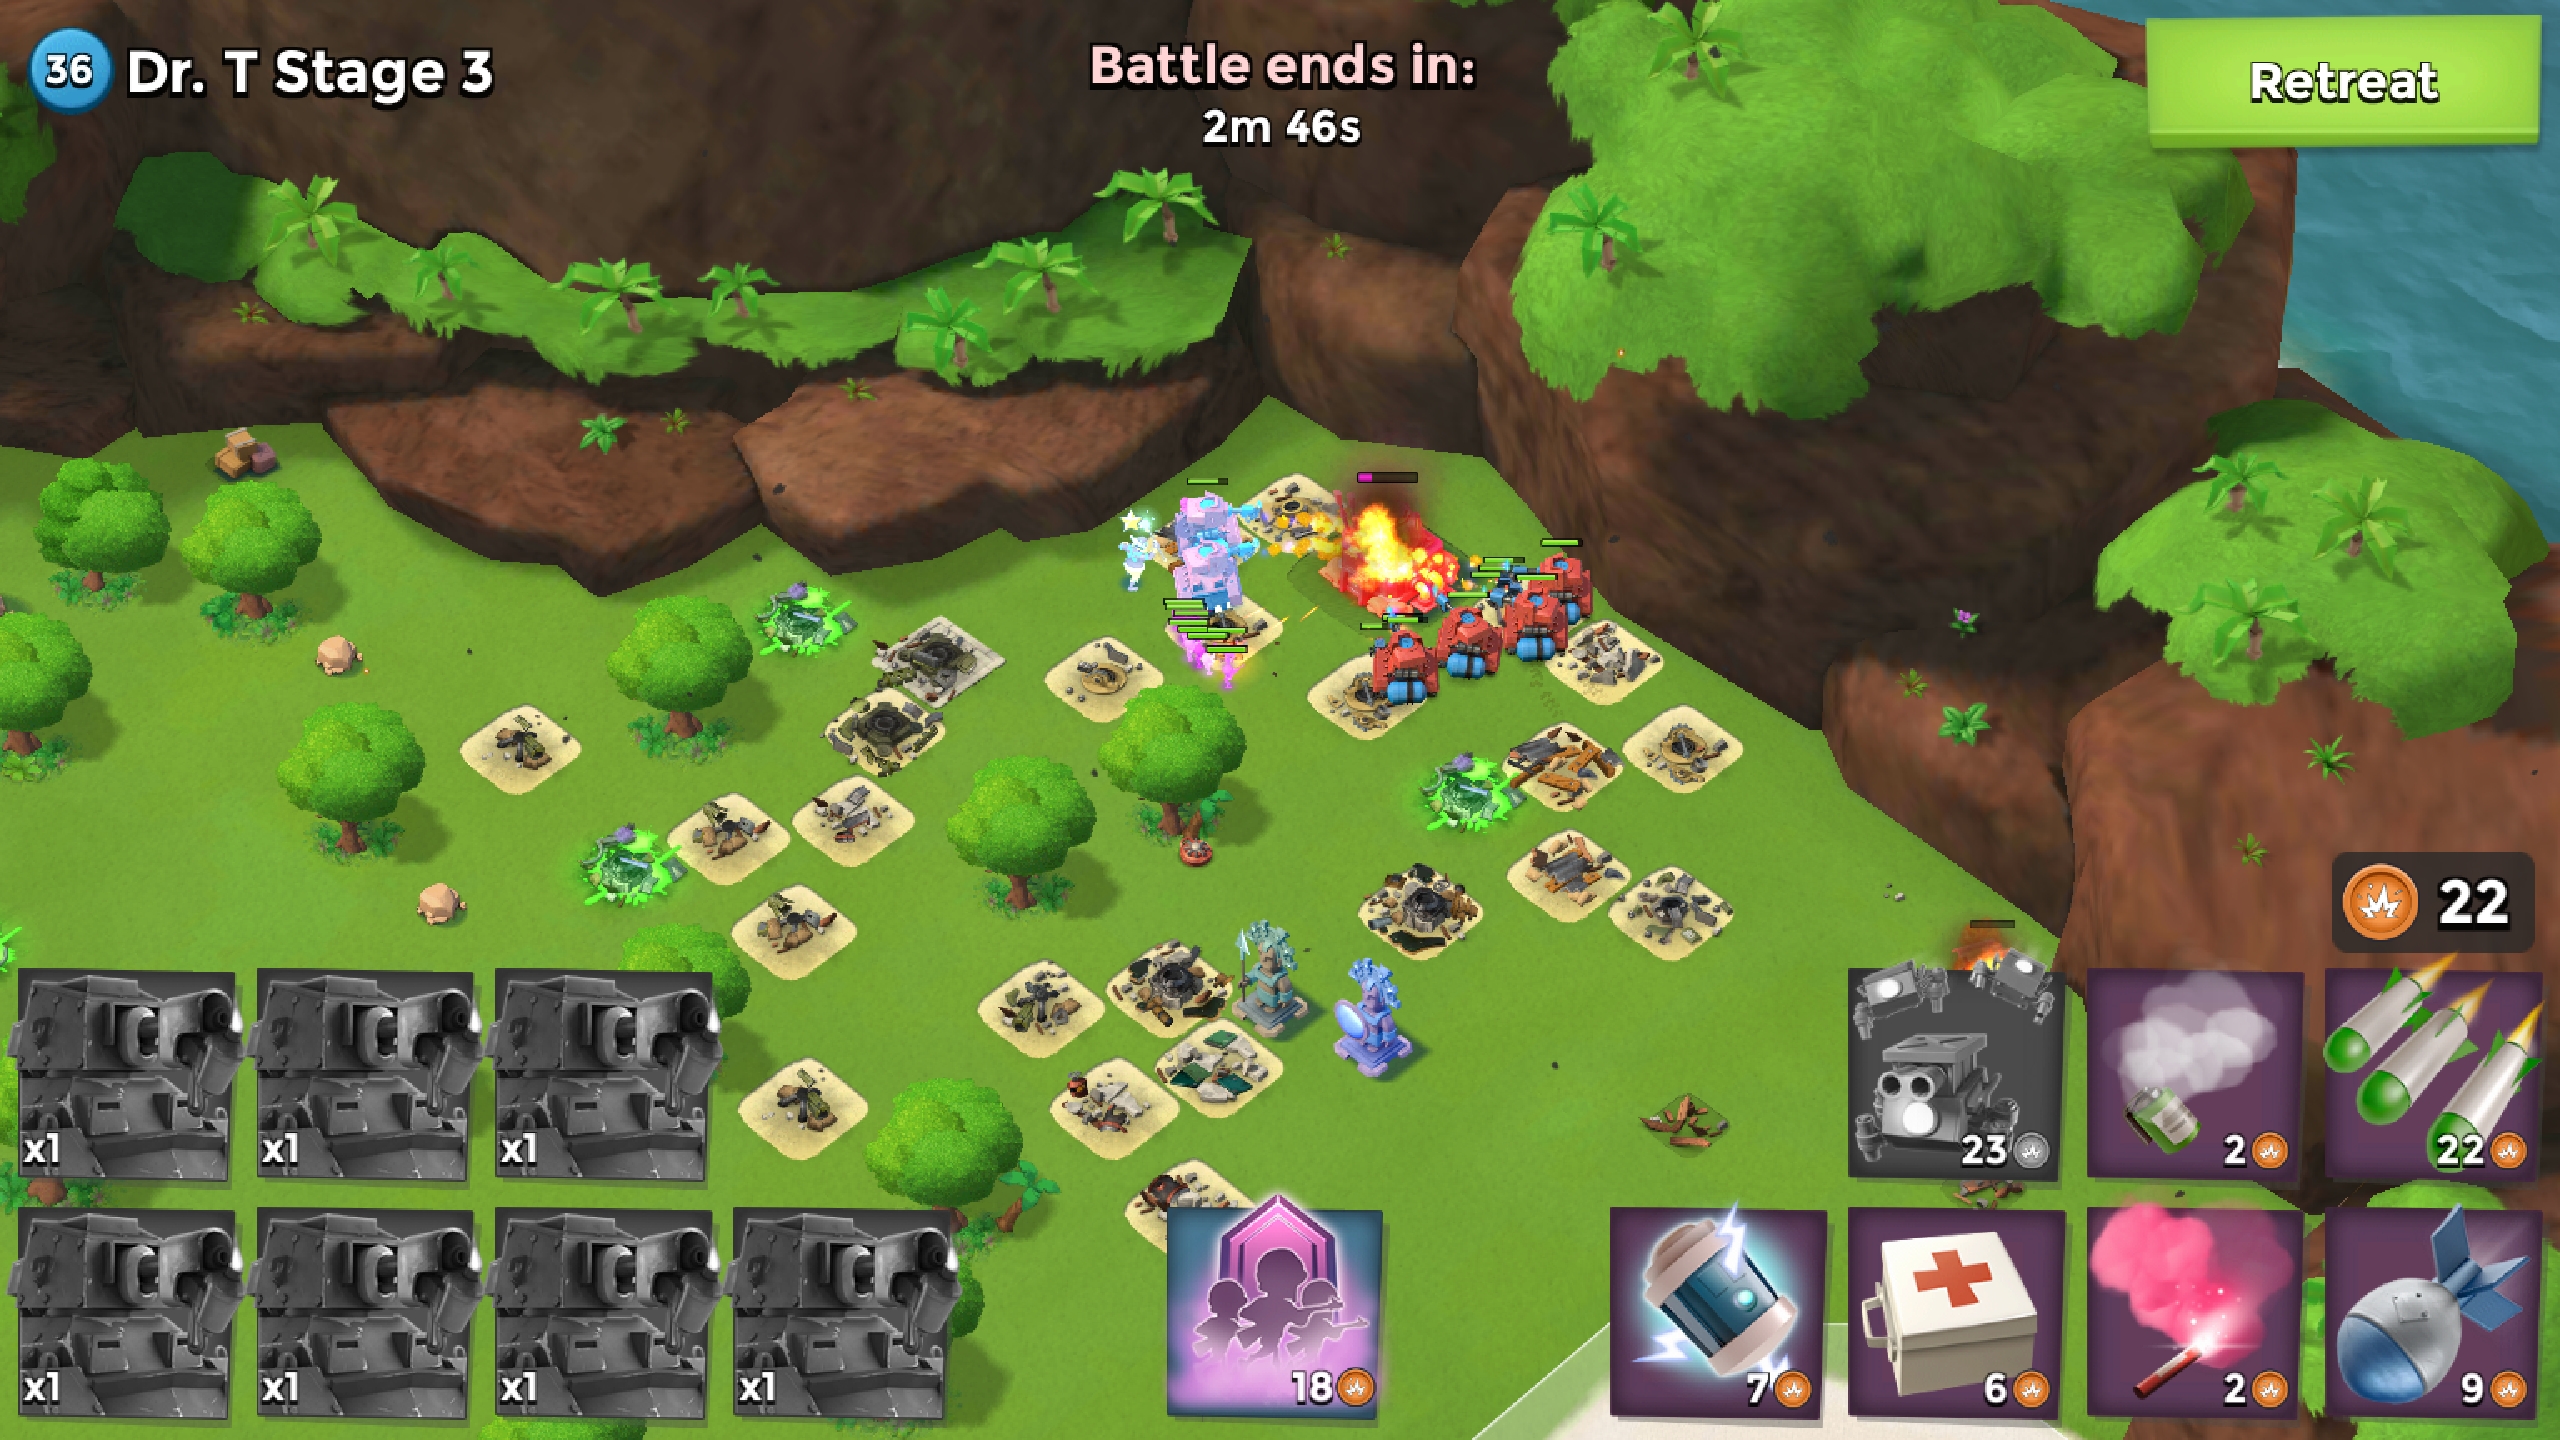 36 Dr. T Stage 3
Battle ends in:
2m 46s
Retreat
22
x1 x1 x1
23 2 22
x1 x1 x1 x1
18 7 6 2 9